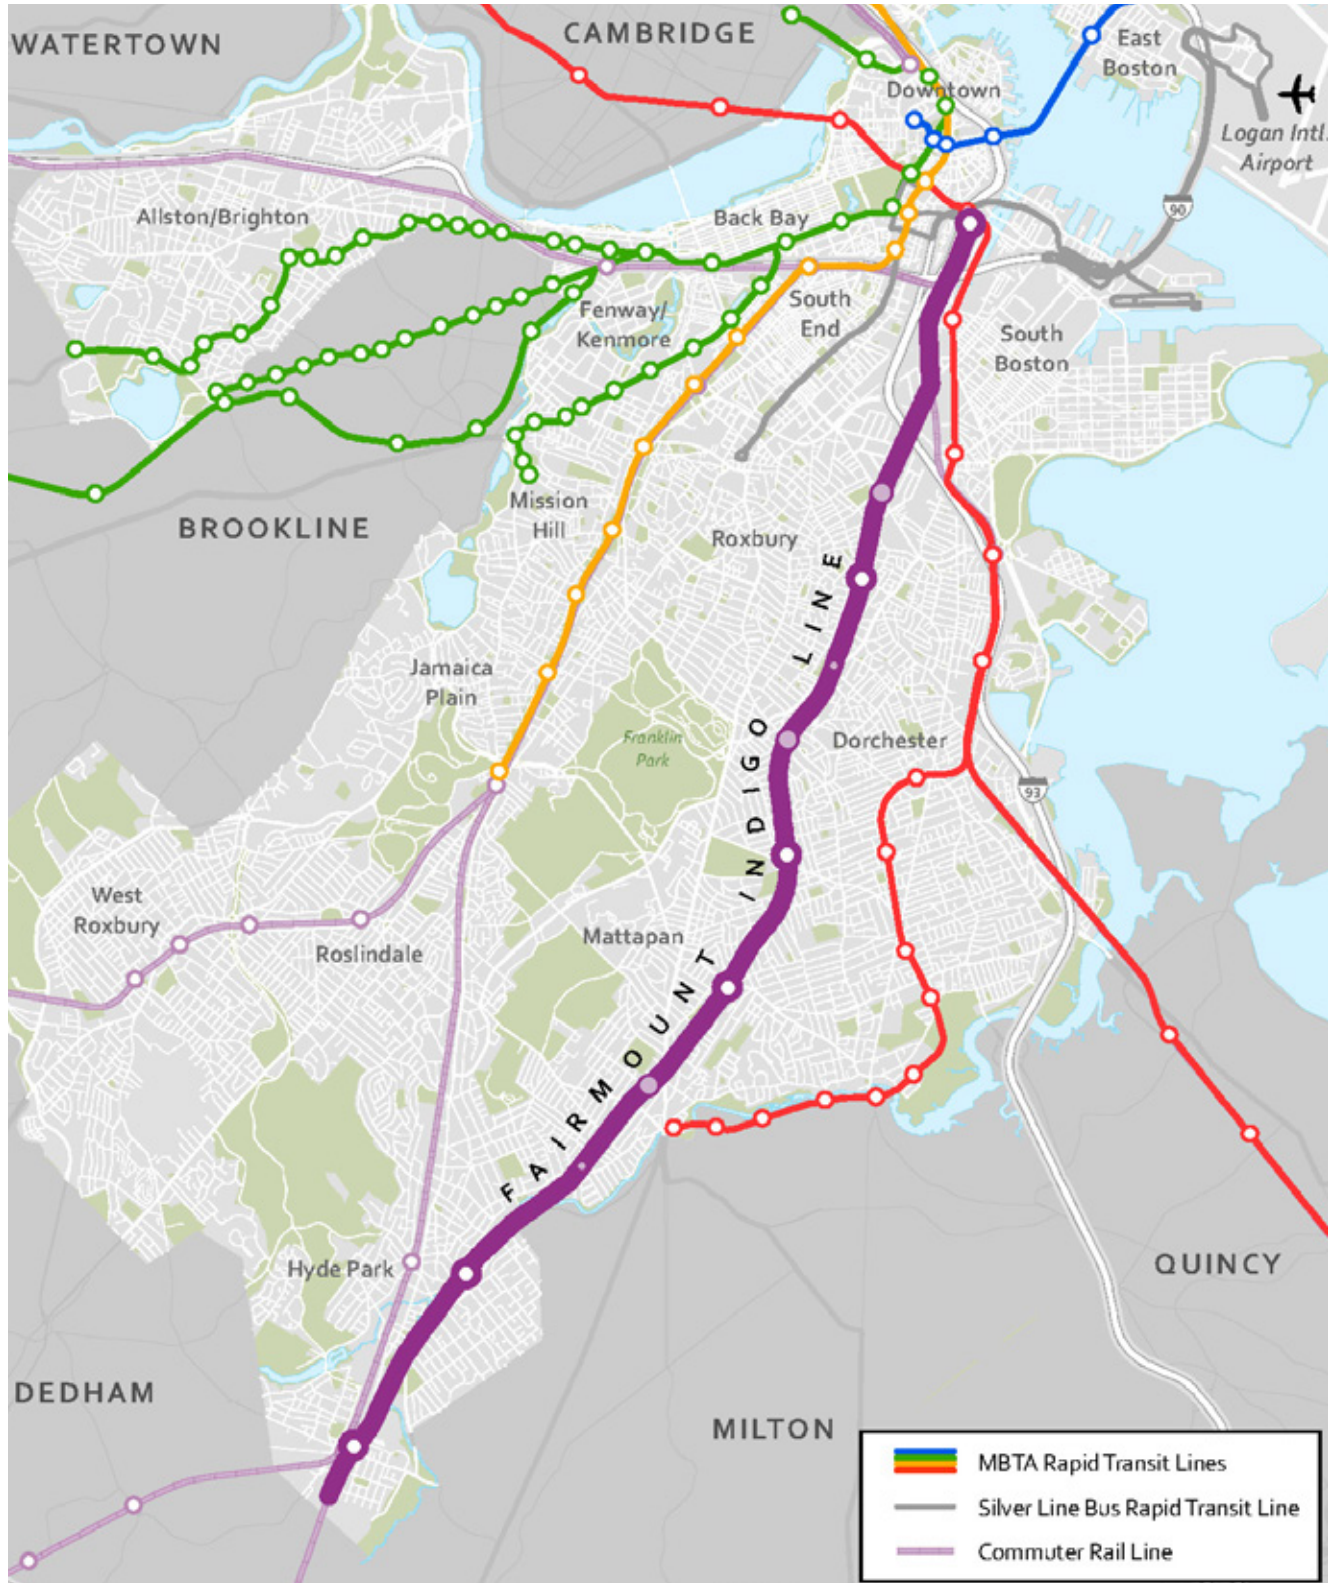 WATERTOWN
CAMBRIDGE
East
Boston
Downtown
Logan Intl.
Airport
90
Allston/Brighton
Back Bay
South
End
Fenway/
Kenmore
South
Boston
BROOKLINE
Mission
Hill
Roxbury
Jamaica
Plain
Franklin
Park
Dorchester
93
FAIRMOUNT INDIGO LINE
West
Roxbury
Roslindale
Mattapan
Hyde Park
QUINCY
DEDHAM
MILTON
MBTA Rapid Transit Lines
Silver Line Bus Rapid Transit Line
Commuter Rail Line